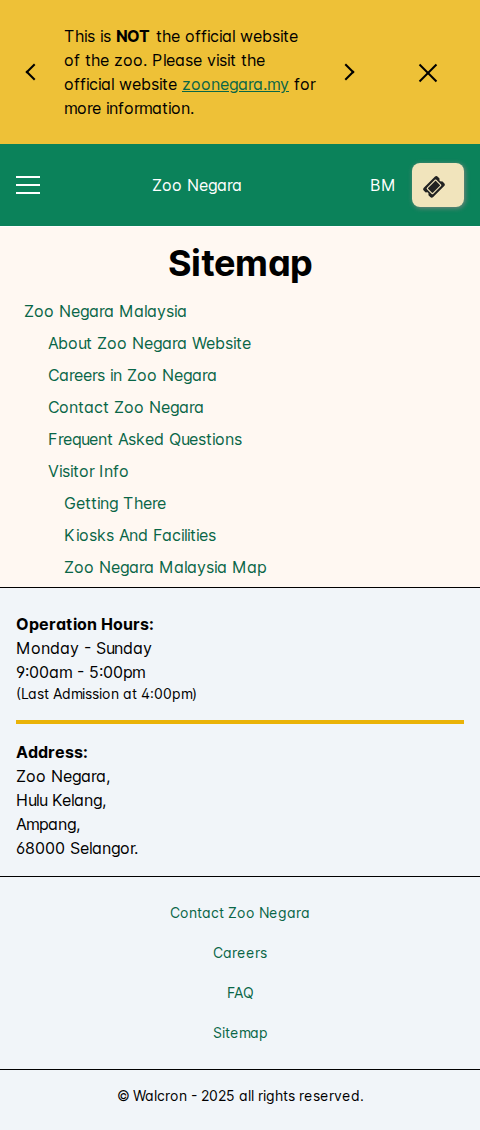 This is NOT the official website
of the zoo. Please visit the
official website zoonegara.my for
more information.
Zoo Negara BM
Sitemap
Zoo Negara Malaysia
About Zoo Negara Website
Careers in Zoo Negara
Contact Zoo Negara
Frequent Asked Questions
Visitor Info
Getting There
Kiosks And Facilities
Zoo Negara Malaysia Map
Operation Hours:
Monday - Sunday
9:00am - 5:00pm
(Last Admission at 4:00pm)
Address:
Zoo Negara,
Hulu Kelang,
Ampang,
68000 Selangor.
Contact Zoo Negara
Careers
FAQ
Sitemap
© Walcron - 2025 all rights reserved.